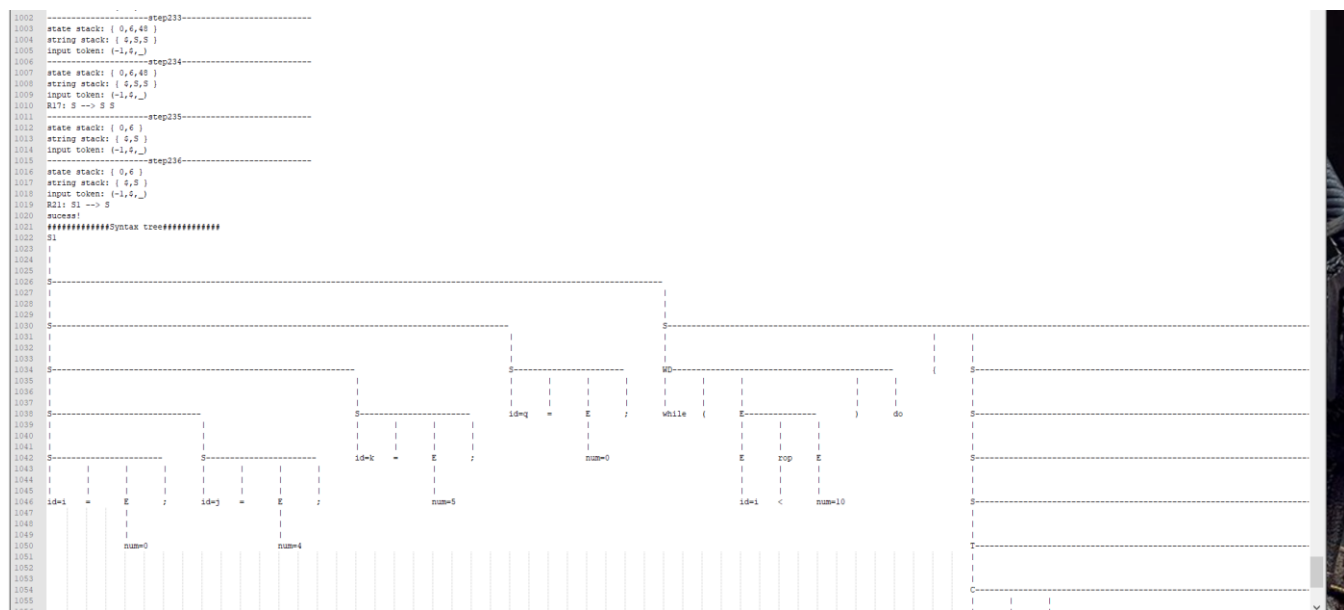 1002 ---------------------step233---------------------------
1003 state stack: { 0,6,48 }
1004 string stack: { $,S,S }
1005 input token: (-1,$,_)
1006 ---------------------step234---------------------------
1007 state stack: { 0,6,48 }
1008 string stack: { $,S,S }
1009 input token: (-1,$,_)
1010 R17: S --> S S
1011 ---------------------step235---------------------------
1012 state stack: { 0,6 }
1013 string stack: { $,S }
1014 input token: (-1,$,_)
1015 ---------------------step236---------------------------
1016 state stack: { 0,6 }
1017 string stack: { $,S }
1018 input token: (-1,$,_)
1019 R21: S1 --> S
1020 sucess!
1021 #############Syntax tree############
1022 S1
1023 |
1024 |
1025 |
1026 S---------------------------------------------------------------
1027 | |
1028 | |
1029 | |
1030 S----------------------------------------------- S---------------------------------------------------------------
1031 | | | | |
1032 | | | | |
1033 | | | | |
1034 S------------------------------- S---------------------- WD--------------------------------------------- { S---------------------------------------------------------------
1035 | | | | | | | | | | | |
1036 | | | | | | | | | | | |
1037 | | | | | | | | | | | |
1038 S------------------------------ S---------------------- id=q = E ; while ( E-------------- ) do S---------------------------------------------------------------
1039 | | | | | | | | | | |
1040 | | | | | | | | | | |
1041 | | | | | | | | | | |
1042 S---------------------- S---------------------- id=k = E ; num=0 E rop E S---------------------------------------------------------------
1043 | | | | | | | | | | | | |
1044 | | | | | | | | | | | | |
1045 | | | | | | | | | | | | |
1046 id=i = E ; id=j = E ; num=5 id=i < num=10 S---------------------------------------------------------------
1047 | | |
1048 | | |
1049 | | |
1050 num=0 num=4 T---------------------------------------------------------------
1051 |
1052 |
1053 |
1054 C---------------------------------------------------------------
1055 | | |